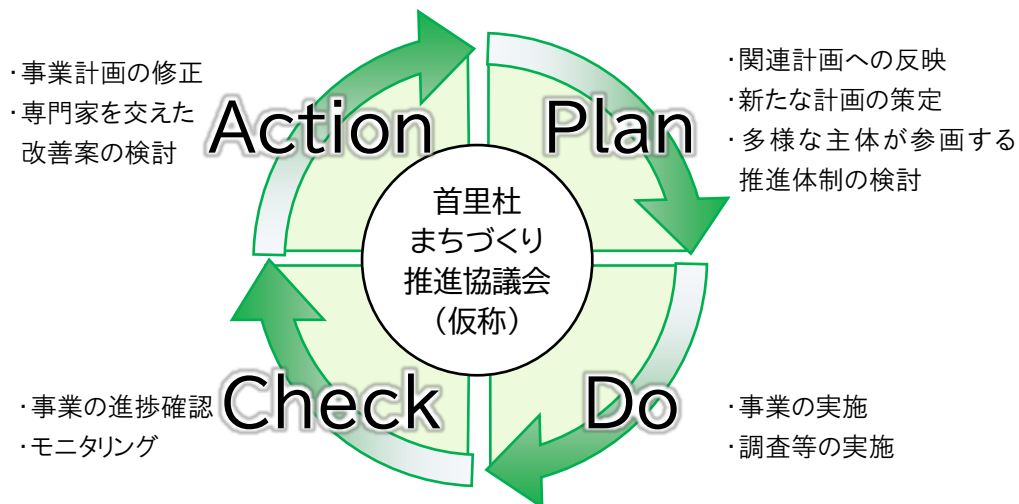 ・事業計画の修正
・専門家を交えた
改善案の検討
Action
Plan
・関連計画への反映
・新たな計画の策定
・多様な主体が参画する
推進体制の検討
首里杜
まちづくり
推進協議会
（仮称）
・事業の進捗確認
・モニタリング
Check
Do
・事業の実施
・調査等の実施